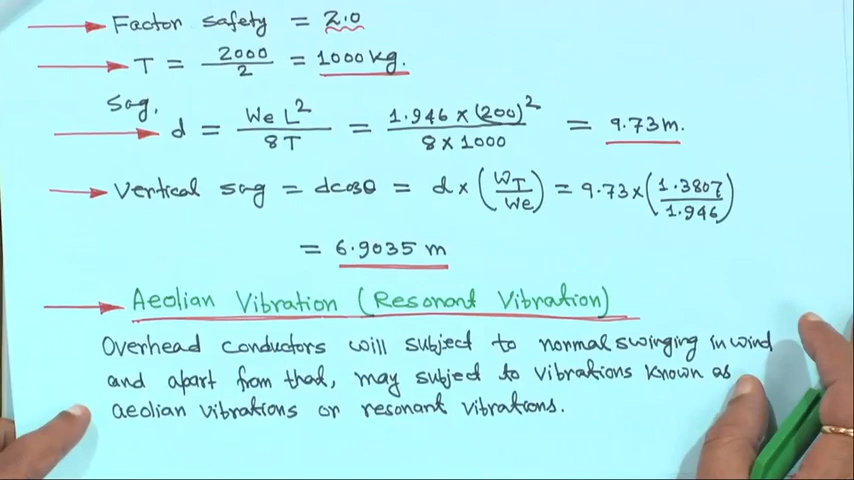 Factor safety = 2.0
T = 2000/2 = 1000 kg.
Sag,
d = We L²/8T = 1.946 × (200)²/8 × 1000 = 9.73 m.
Vertical sag = dcosθ = d × (WT/We) = 9.73 × (1.3807/1.946)
= 6.9035 m
Aeolian Vibration (Resonant Vibration)
Overhead conductors will subject to normal swinging in wind
and apart from that, may subject to vibrations known as
aeolian vibrations or resonant vibrations.